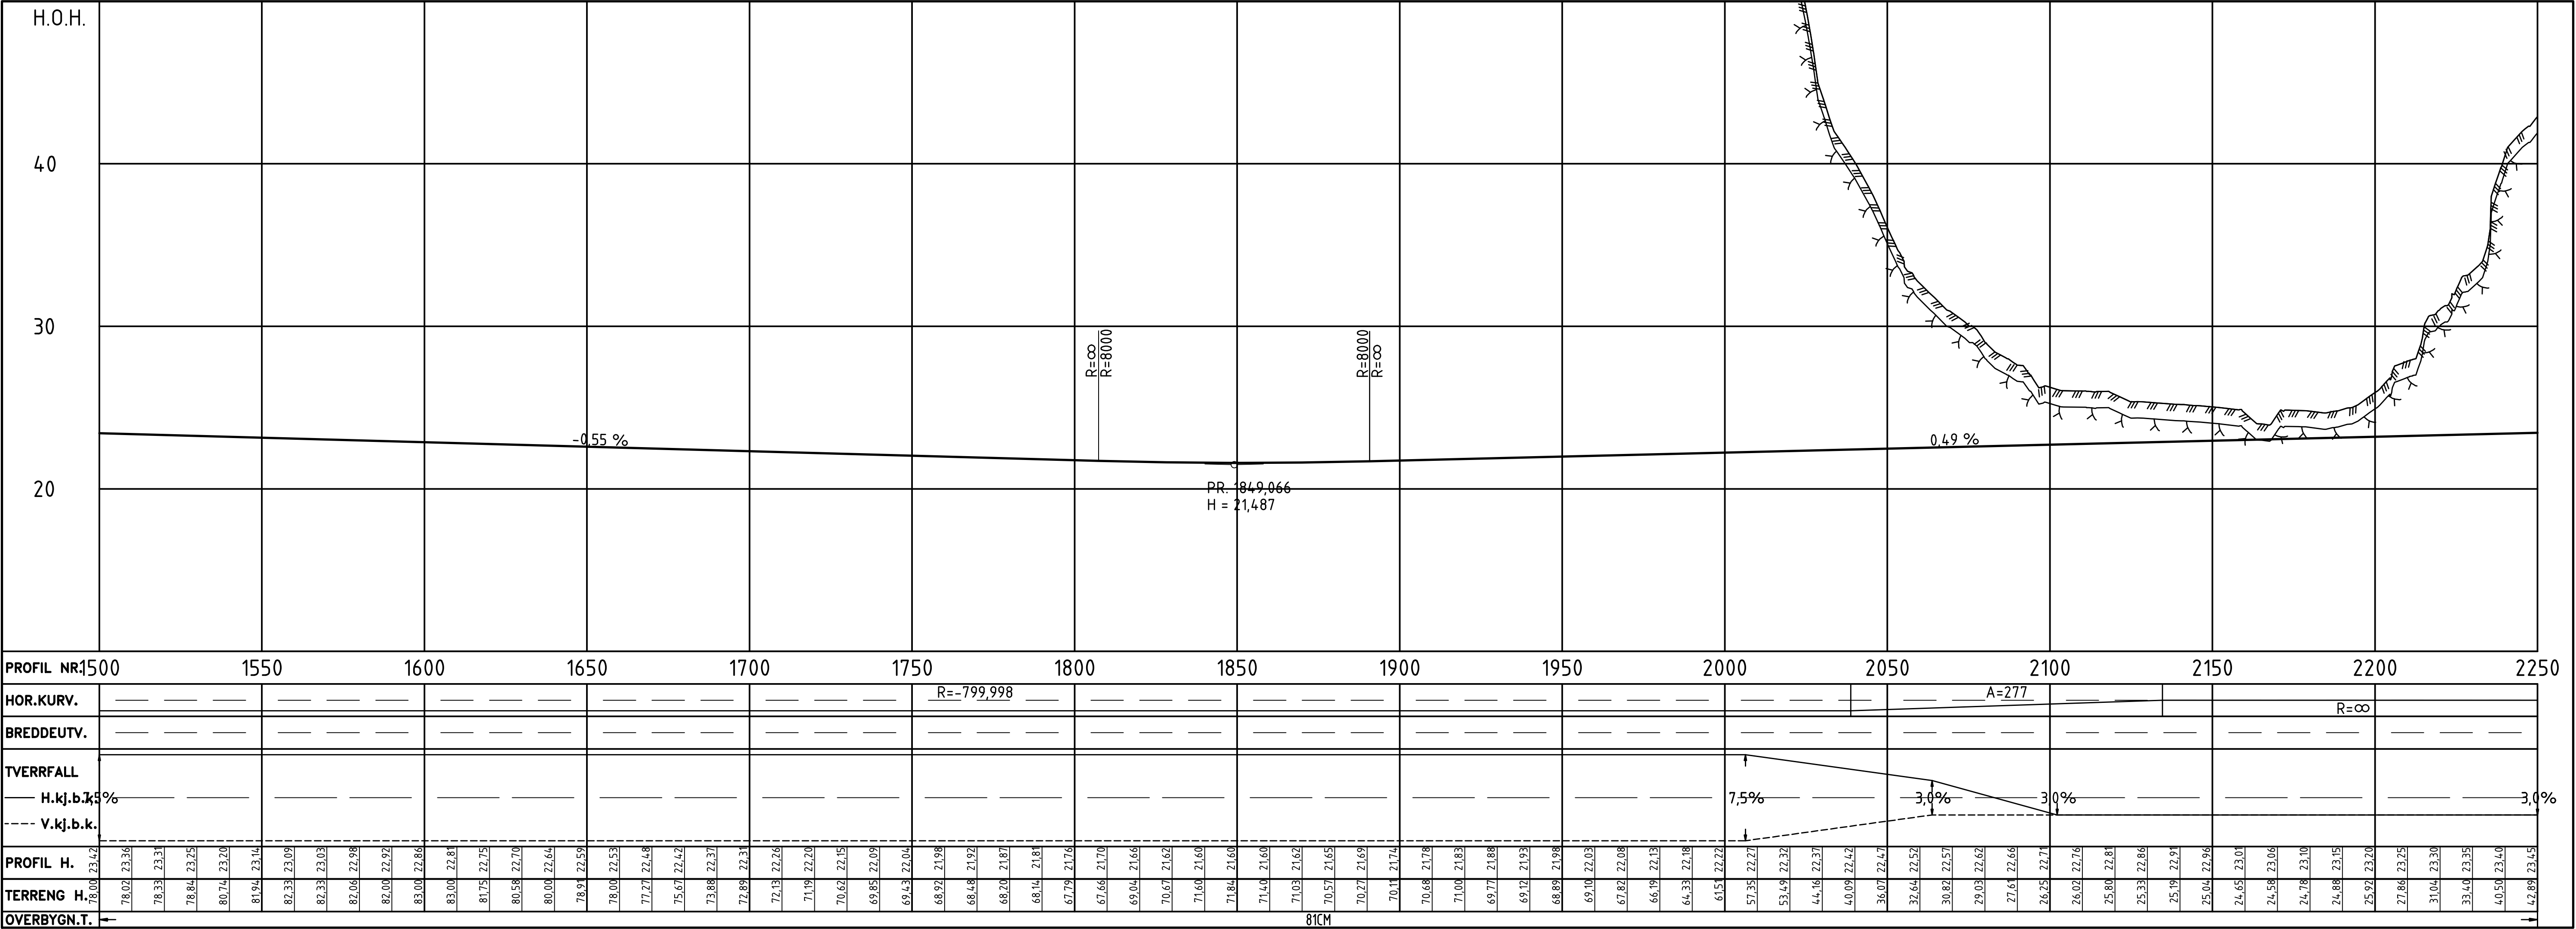 H.O.H.
40
30
20
R=∞
R=8000
R=8000
R=∞
-0,55 %
0,49 %
PR. 1849,066
H = 21,487
PROFIL NR. 1500 1550 1600 1650 1700 1750 1800 1850 1900 1950 2000 2050 2100 2150 2200 2250
HOR.KURV. R=-799,998 A=277 R=∞
BREDDEUTV.
TVERRFALL
H.kj.b.k. 7,5% 7,5% 3,0% 3,0% 3,0%
V.kj.b.k.
PROFIL H. 23,42 23,36 23,31 23,25 23,20 23,14 23,09 23,03 22,98 22,92 22,86 22,81 22,75 22,70 22,64 22,59 22,53 22,48 22,42 22,37 22,31 22,26 22,20 22,15 22,09 22,04 21,98 21,92 21,87 21,81 21,76 21,70 21,66 21,62 21,60 21,60 21,60 21,62 21,65 21,69 21,74 21,78 21,83 21,88 21,93 21,98 22,03 22,08 22,13 22,18 22,22 22,27 22,32 22,37 22,42 22,47 22,52 22,57 22,62 22,66 22,71 22,76 22,81 22,86 22,91 22,96 23,01 23,06 23,10 23,15 23,20 23,25 23,30 23,35 23,40 23,45
TERRENG H. 78,00 78,02 78,33 78,84 80,74 81,94 82,33 82,33 82,06 82,00 83,00 83,00 81,75 80,58 80,00 78,91 78,00 77,27 75,67 73,88 72,89 72,13 71,19 70,62 69,85 69,43 68,92 68,48 68,20 68,14 67,79 67,66 69,04 70,67 71,60 71,84 71,40 71,03 70,57 70,27 70,11 70,68 71,00 69,77 69,12 68,89 69,10 67,82 66,19 64,33 61,51 57,35 53,49 44,16 40,09 36,07 32,64 30,82 29,03 27,61 26,25 26,02 25,80 25,33 25,19 25,04 24,65 24,58 24,78 24,88 25,92 27,86 31,04 33,40 40,50 42,89
OVERBYGN.T. 81CM